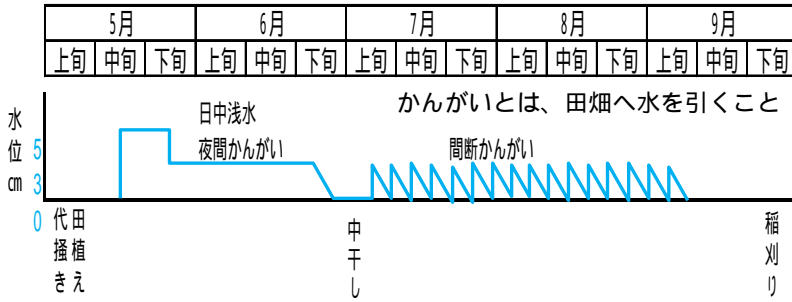 5月 6月 7月 8月 9月
上旬 中旬 下旬 上旬 中旬 下旬 上旬 中旬 下旬 上旬 中旬 下旬 上旬 中旬 下旬
かんがいとは、田畑へ水を引くこと
日中浅水
夜間かんがい
間断かんがい
水位cm
5
3
0
代掻き
田植え
中干し
稲刈り